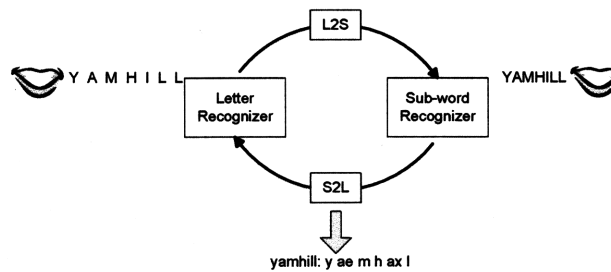 L2S
Y A M H I L L
YAMHILL
Letter
Recognizer
Sub-word
Recognizer
S2L
yamhill: y ae m h ax l